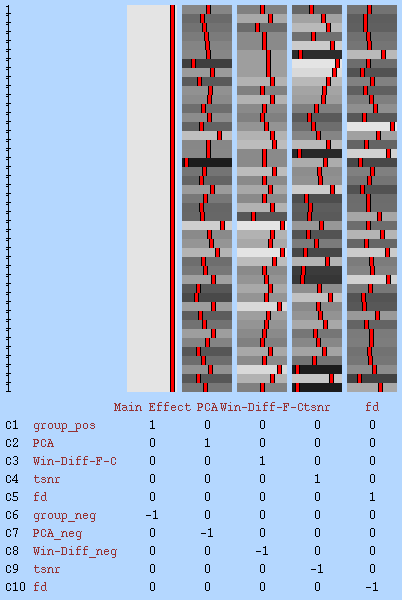 1
Main Effect PCA Win-Diff-F-C tsnr fd
C1 group_pos 1 0 0 0 0
C2 PCA 0 1 0 0 0
C3 Win-Diff-F-C 0 0 1 0 0
C4 tsnr 0 0 0 1 0
C5 fd 0 0 0 0 1
C6 group_neg -1 0 0 0 0
C7 PCA_neg 0 -1 0 0 0
C8 Win-Diff_neg 0 0 -1 0 0
C9 tsnr 0 0 0 -1 0
C10 fd 0 0 0 0 -1